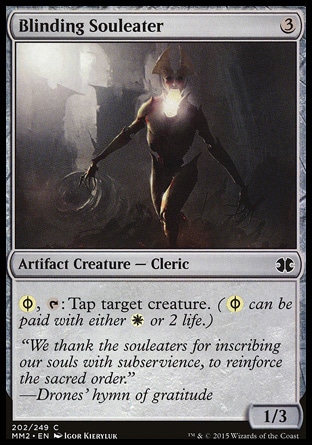 Blinding Souleater 3
Artifact Creature — Cleric
: Tap target creature. ( can be
paid with either or 2 life.)
“We thank the souleaters for inscribing
our souls with subservience, to reinforce
the sacred order.”
—Drones’ hymn of gratitude
1/3
202/249 C
MM2 • EN Igor Kieryluk
™ & © 2015 Wizards of the Coast